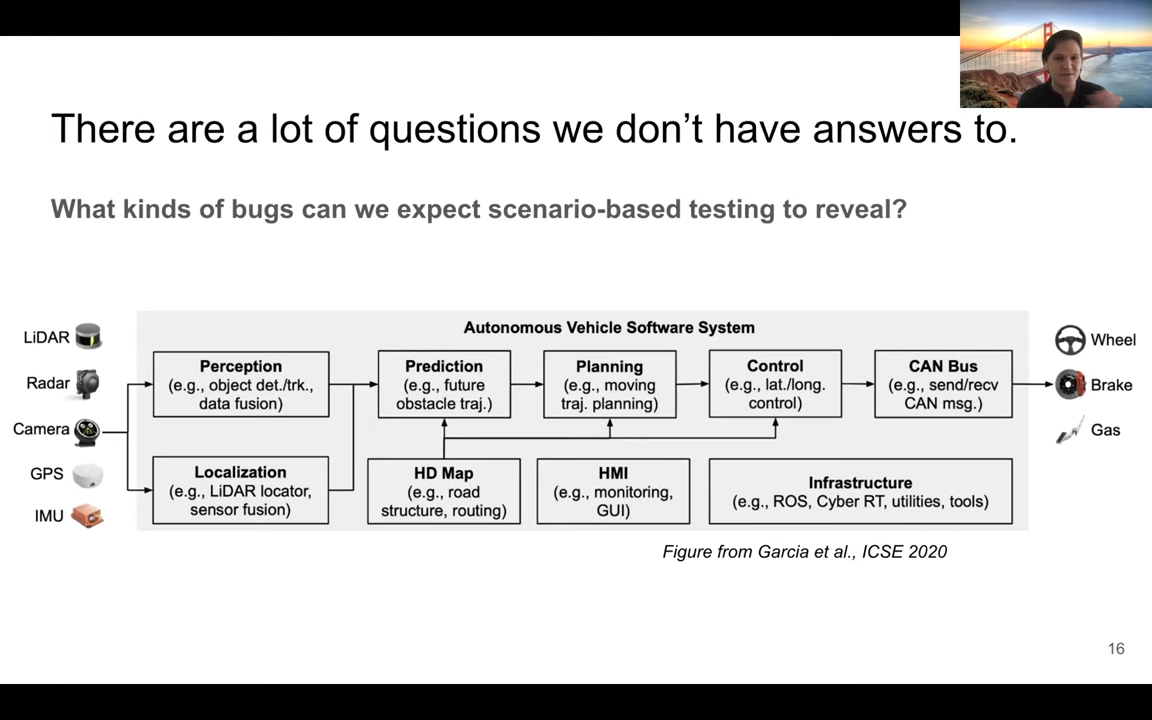 There are a lot of questions we don’t have answers to.
What kinds of bugs can we expect scenario-based testing to reveal?
Autonomous Vehicle Software System
LiDAR
Radar
Camera
GPS
IMU
Perception
(e.g., object det./trk.,
data fusion)
Localization
(e.g., LiDAR locator,
sensor fusion)
Prediction
(e.g., future
obstacle traj.)
Planning
(e.g., moving
traj. planning)
Control
(e.g., lat./long.
control)
CAN Bus
(e.g., send/recv
CAN msg.)
HD Map
(e.g., road
structure, routing)
HMI
(e.g., monitoring,
GUI)
Infrastructure
(e.g., ROS, Cyber RT, utilities, tools)
Wheel
Brake
Gas
Figure from Garcia et al., ICSE 2020
16